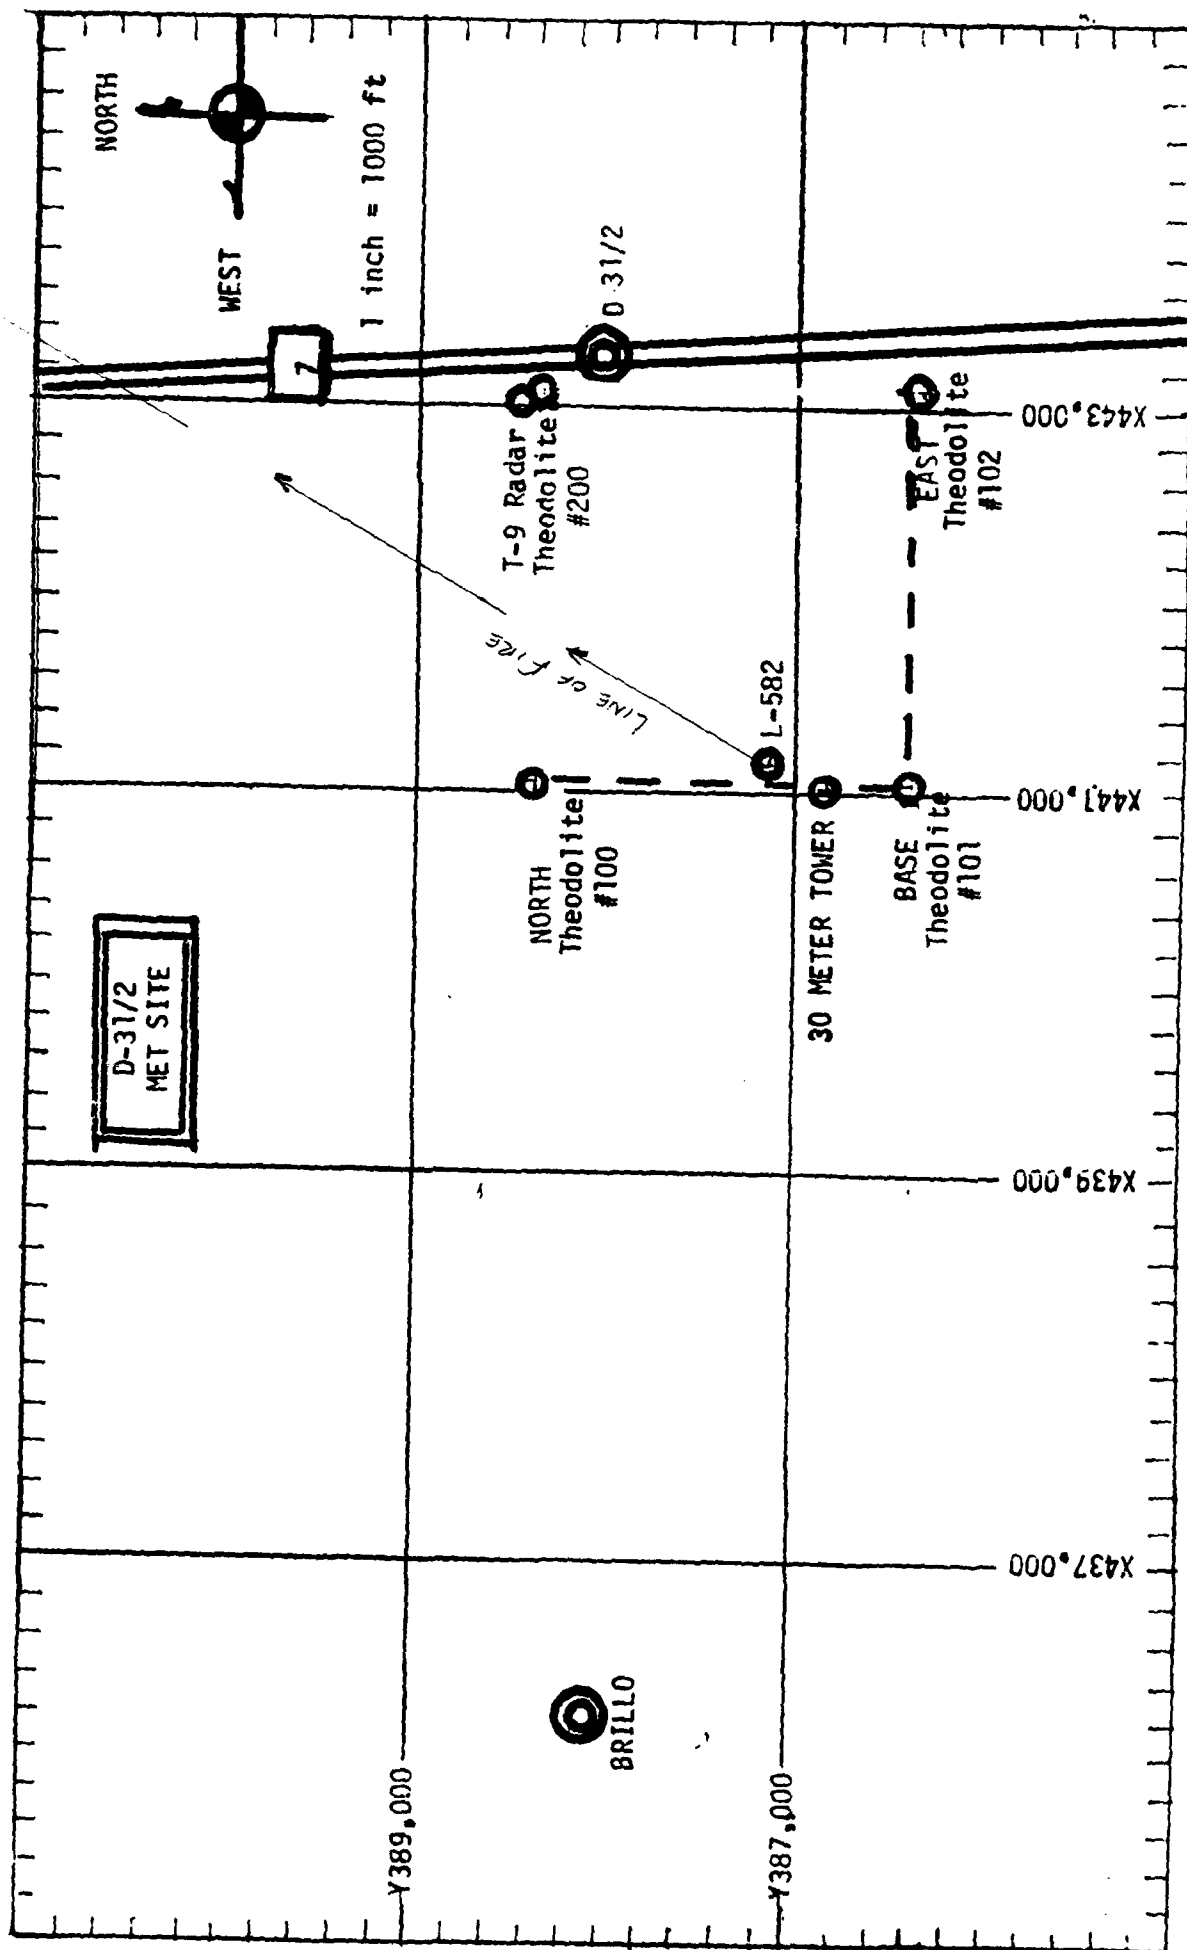 D-31/2
MET SITE
NORTH
WEST
1 inch = 1000 ft
7
D 31/2
T-9 Radar
Theodolite
#200
LINE OF FIRE
NORTH
Theodolite
#100
L-582
30 METER TOWER
BASE
Theodolite
#101
EAST
Theodolite
#102
BRILLO
Y389,000
Y387,000
X437,000
X439,000
X441,000
X443,000